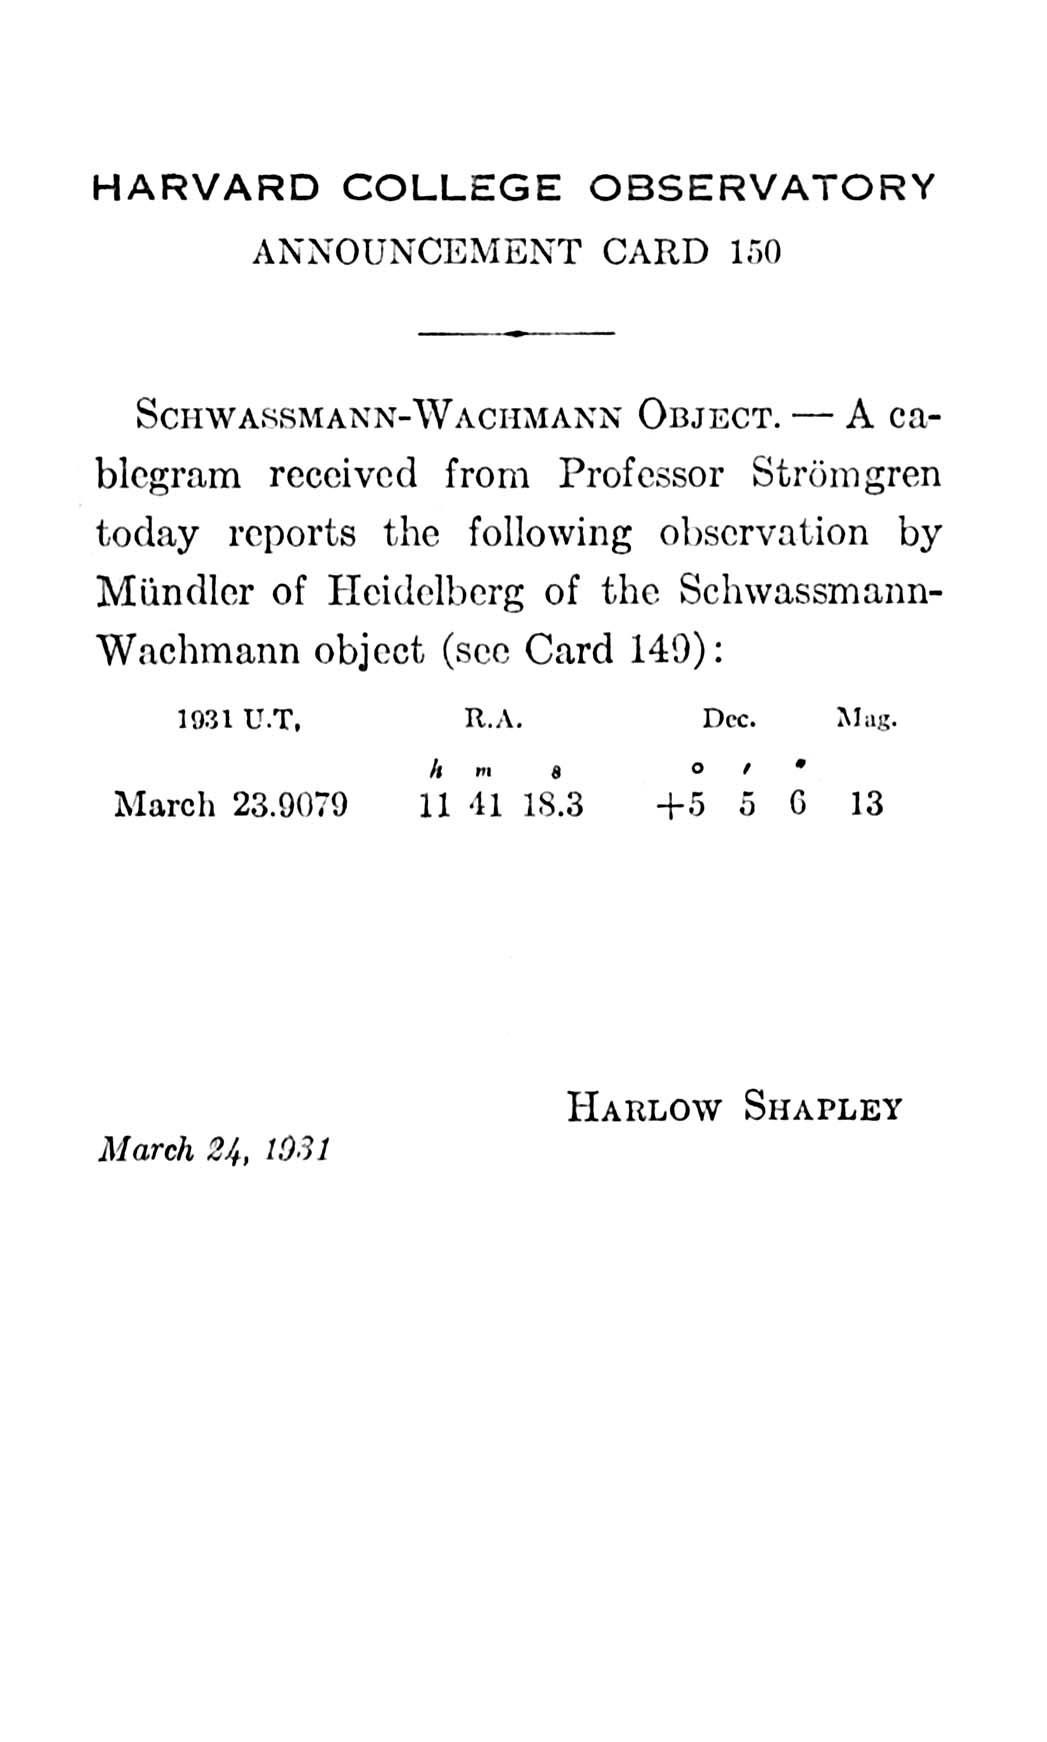 HARVARD COLLEGE OBSERVATORY
ANNOUNCEMENT CARD 150
SCHWASSMANN-WACHMANN OBJECT. — A ca-
blegram received from Professor Strömgren
today reports the following observation by
Mündler of Heidelberg of the Schwassmann-
Wachmann object (see Card 149):
1931 U.T. R.A. Dec. Mag.
h m s ° ′ ″
March 23.9079 11 41 18.3 +5 5 6 13
HARLOW SHAPLEY
March 24, 1931